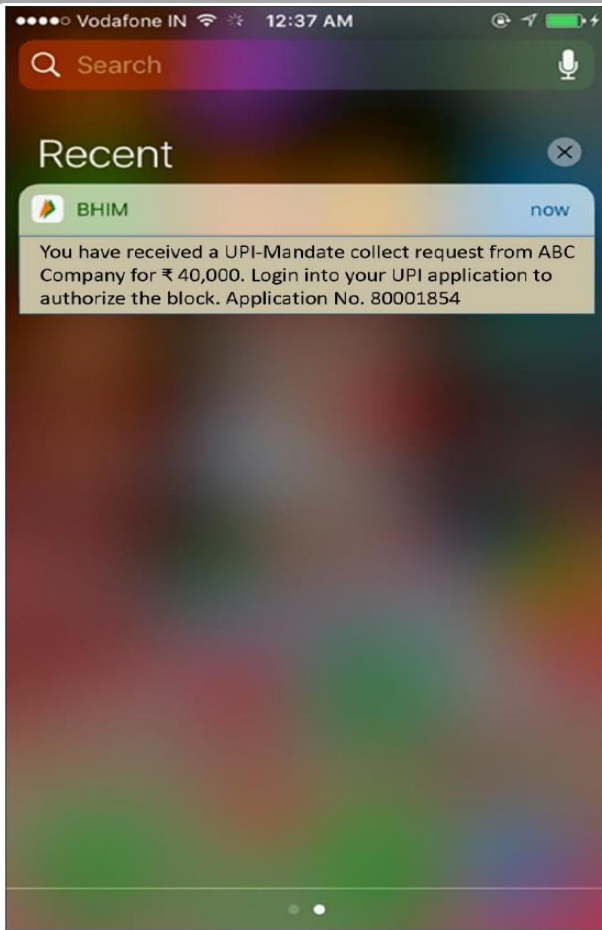 Vodafone IN 12:37 AM
Search
Recent
BHIM now
You have received a UPI-Mandate collect request from ABC
Company for ₹ 40,000. Login into your UPI application to
authorize the block. Application No. 80001854